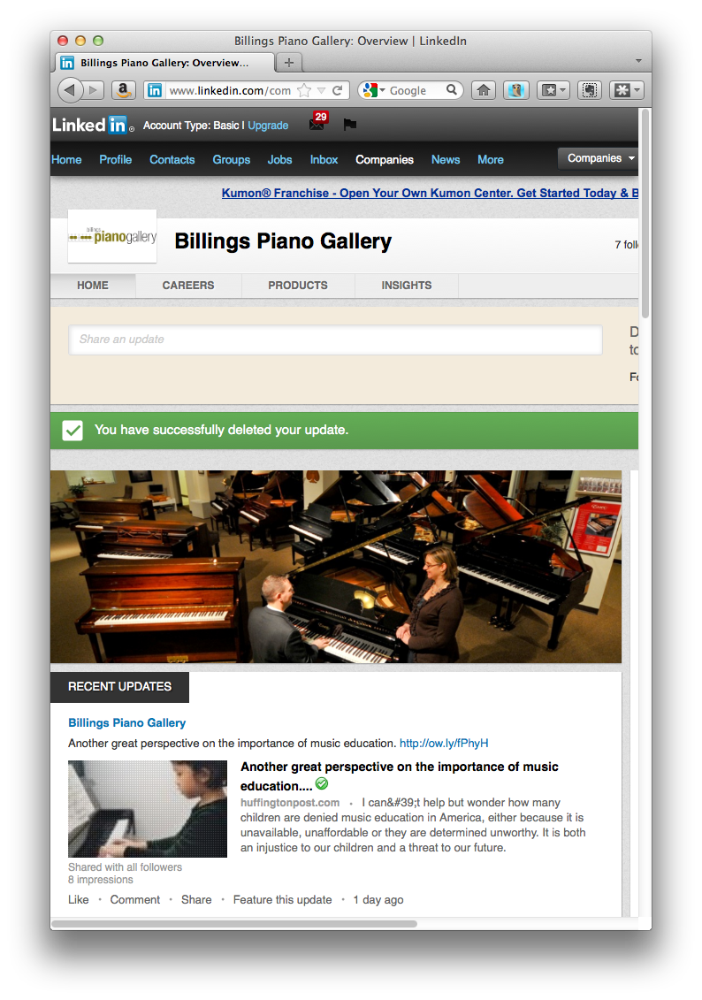 Billings Piano Gallery: Overview | LinkedIn
Billings Piano Gallery: Overview...
www.linkedin.com/com
Google
Linked in
Account Type: Basic | Upgrade
29
Home Profile Contacts Groups Jobs Inbox Companies News More
Companies
Kumon® Franchise - Open Your Own Kumon Center. Get Started Today & B
billings
pianogallery
Billings Piano Gallery
7 foll
HOME CAREERS PRODUCTS INSIGHTS
Share an update
D
to
Fo
You have successfully deleted your update.
RECENT UPDATES
Billings Piano Gallery
Another great perspective on the importance of music education. http://ow.ly/fPhyH
Another great perspective on the importance of music
education....
huffingtonpost.com • I can&#39;t help but wonder how many
children are denied music education in America, either because it is
unavailable, unaffordable or they are determined unworthy. It is both
an injustice to our children and a threat to our future.
Shared with all followers
8 impressions
Like • Comment • Share • Feature this update • 1 day ago